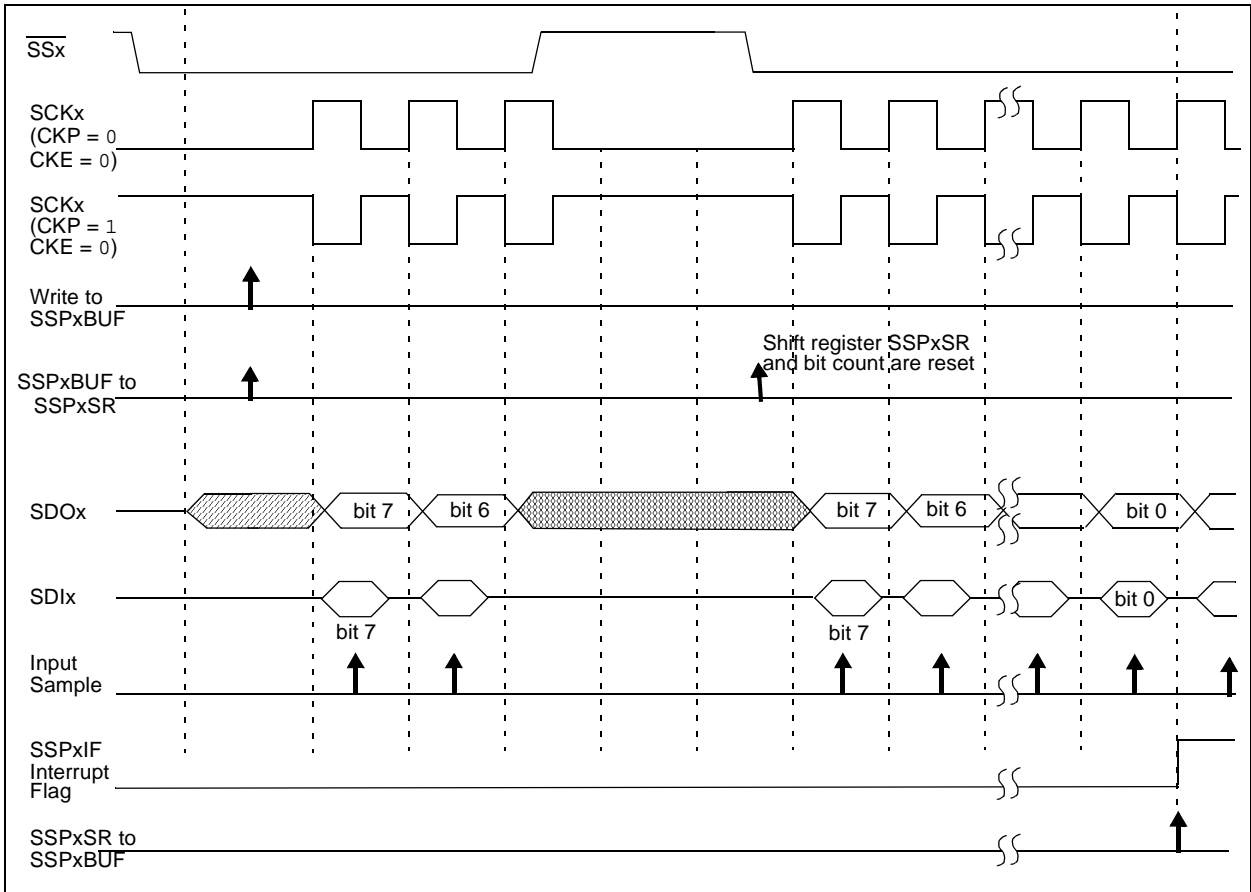 SSx
SCKx
(CKP = 0
CKE = 0)
SCKx
(CKP = 1
CKE = 0)
Write to
SSPxBUF
Shift register SSPxSR
and bit count are reset
SSPxBUF to
SSPxSR
SDOx
bit 7
bit 6
bit 7
bit 6
bit 0
SDIx
bit 0
bit 7
bit 7
Input
Sample
SSPxIF
Interrupt
Flag
SSPxSR to
SSPxBUF